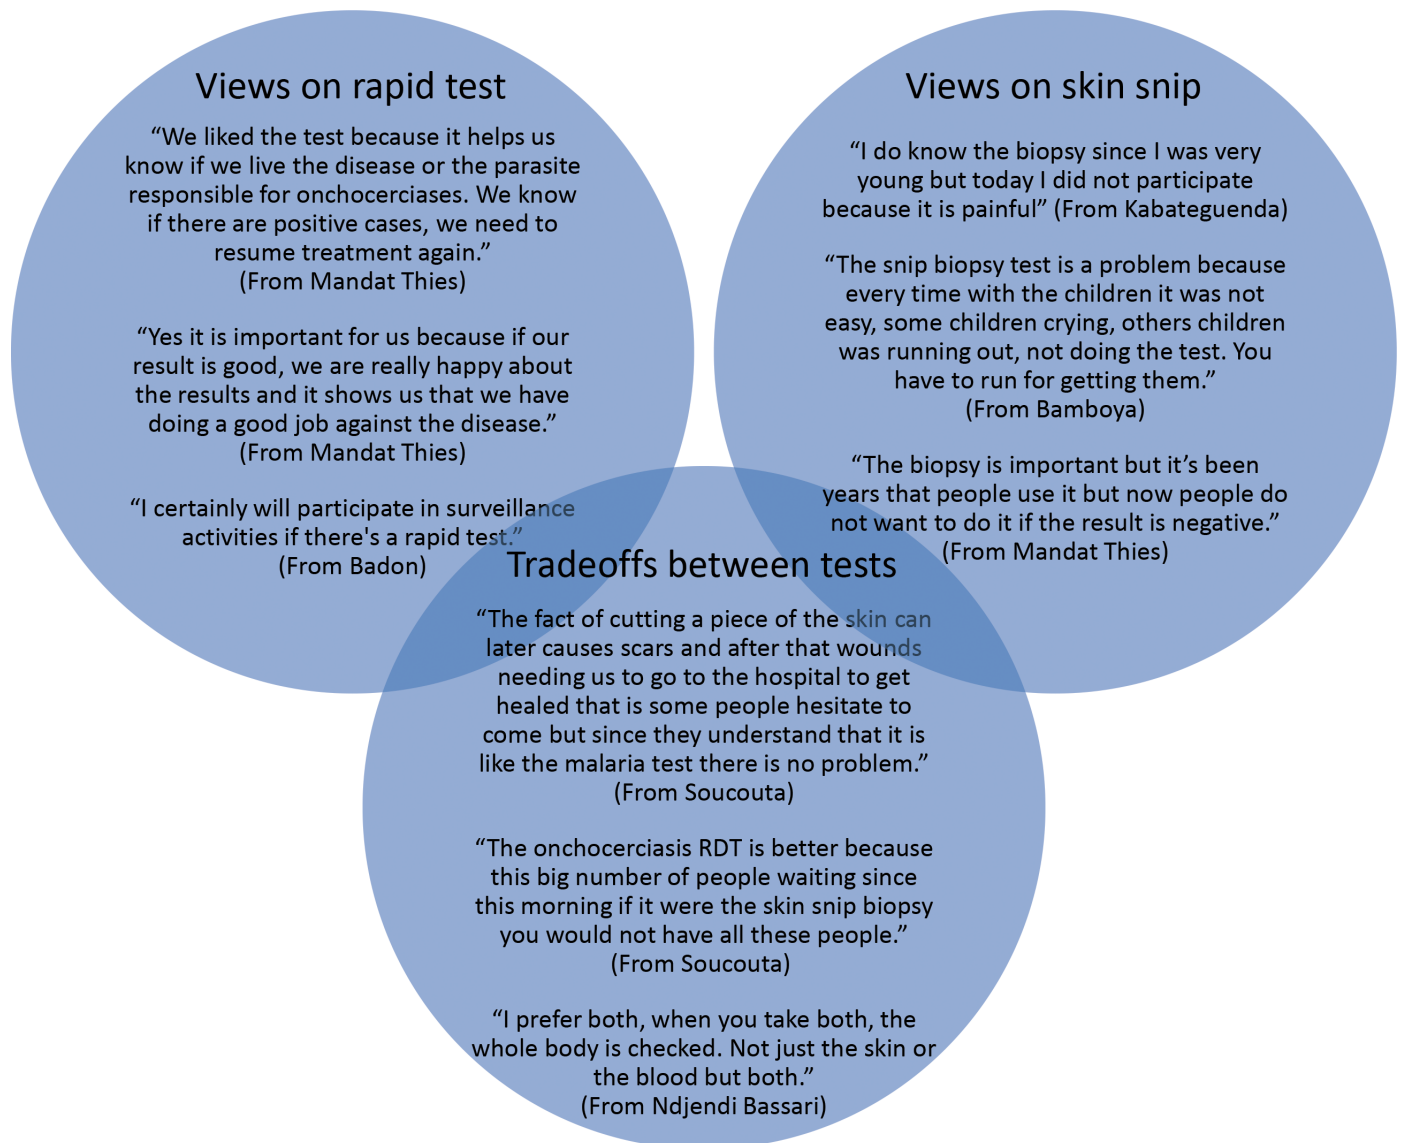 Views on rapid test
“We liked the test because it helps us
know if we live the disease or the parasite
responsible for onchocerciases. We know
if there are positive cases, we need to
resume treatment again.”
(From Mandat Thies)
“Yes it is important for us because if our
result is good, we are really happy about
the results and it shows us that we have
doing a good job against the disease.”
(From Mandat Thies)
“I certainly will participate in surveillance
activities if there's a rapid test.”
(From Badon)
Views on skin snip
“I do know the biopsy since I was very
young but today I did not participate
because it is painful” (From Kabateguenda)
“The snip biopsy test is a problem because
every time with the children it was not
easy, some children crying, others children
was running out, not doing the test. You
have to run for getting them.”
(From Bamboya)
“The biopsy is important but it’s been
years that people use it but now people do
not want to do it if the result is negative.”
(From Mandat Thies)
Tradeoffs between tests
“The fact of cutting a piece of the skin can
later causes scars and after that wounds
needing us to go to the hospital to get
healed that is some people hesitate to
come but since they understand that it is
like the malaria test there is no problem.”
(From Soucouta)
“The onchocerciasis RDT is better because
this big number of people waiting since
this morning if it were the skin snip biopsy
you would not have all these people.”
(From Soucouta)
“I prefer both, when you take both, the
whole body is checked. Not just the skin or
the blood but both.”
(From Ndjendi Bassari)